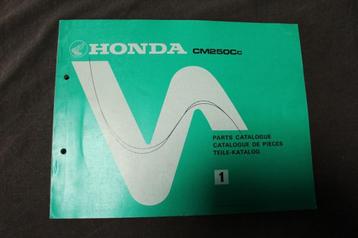 HONDA CM250Cc
PARTS CATALOGUE
CATALOGUE DE PIECES
TEILE-KATALOG
1